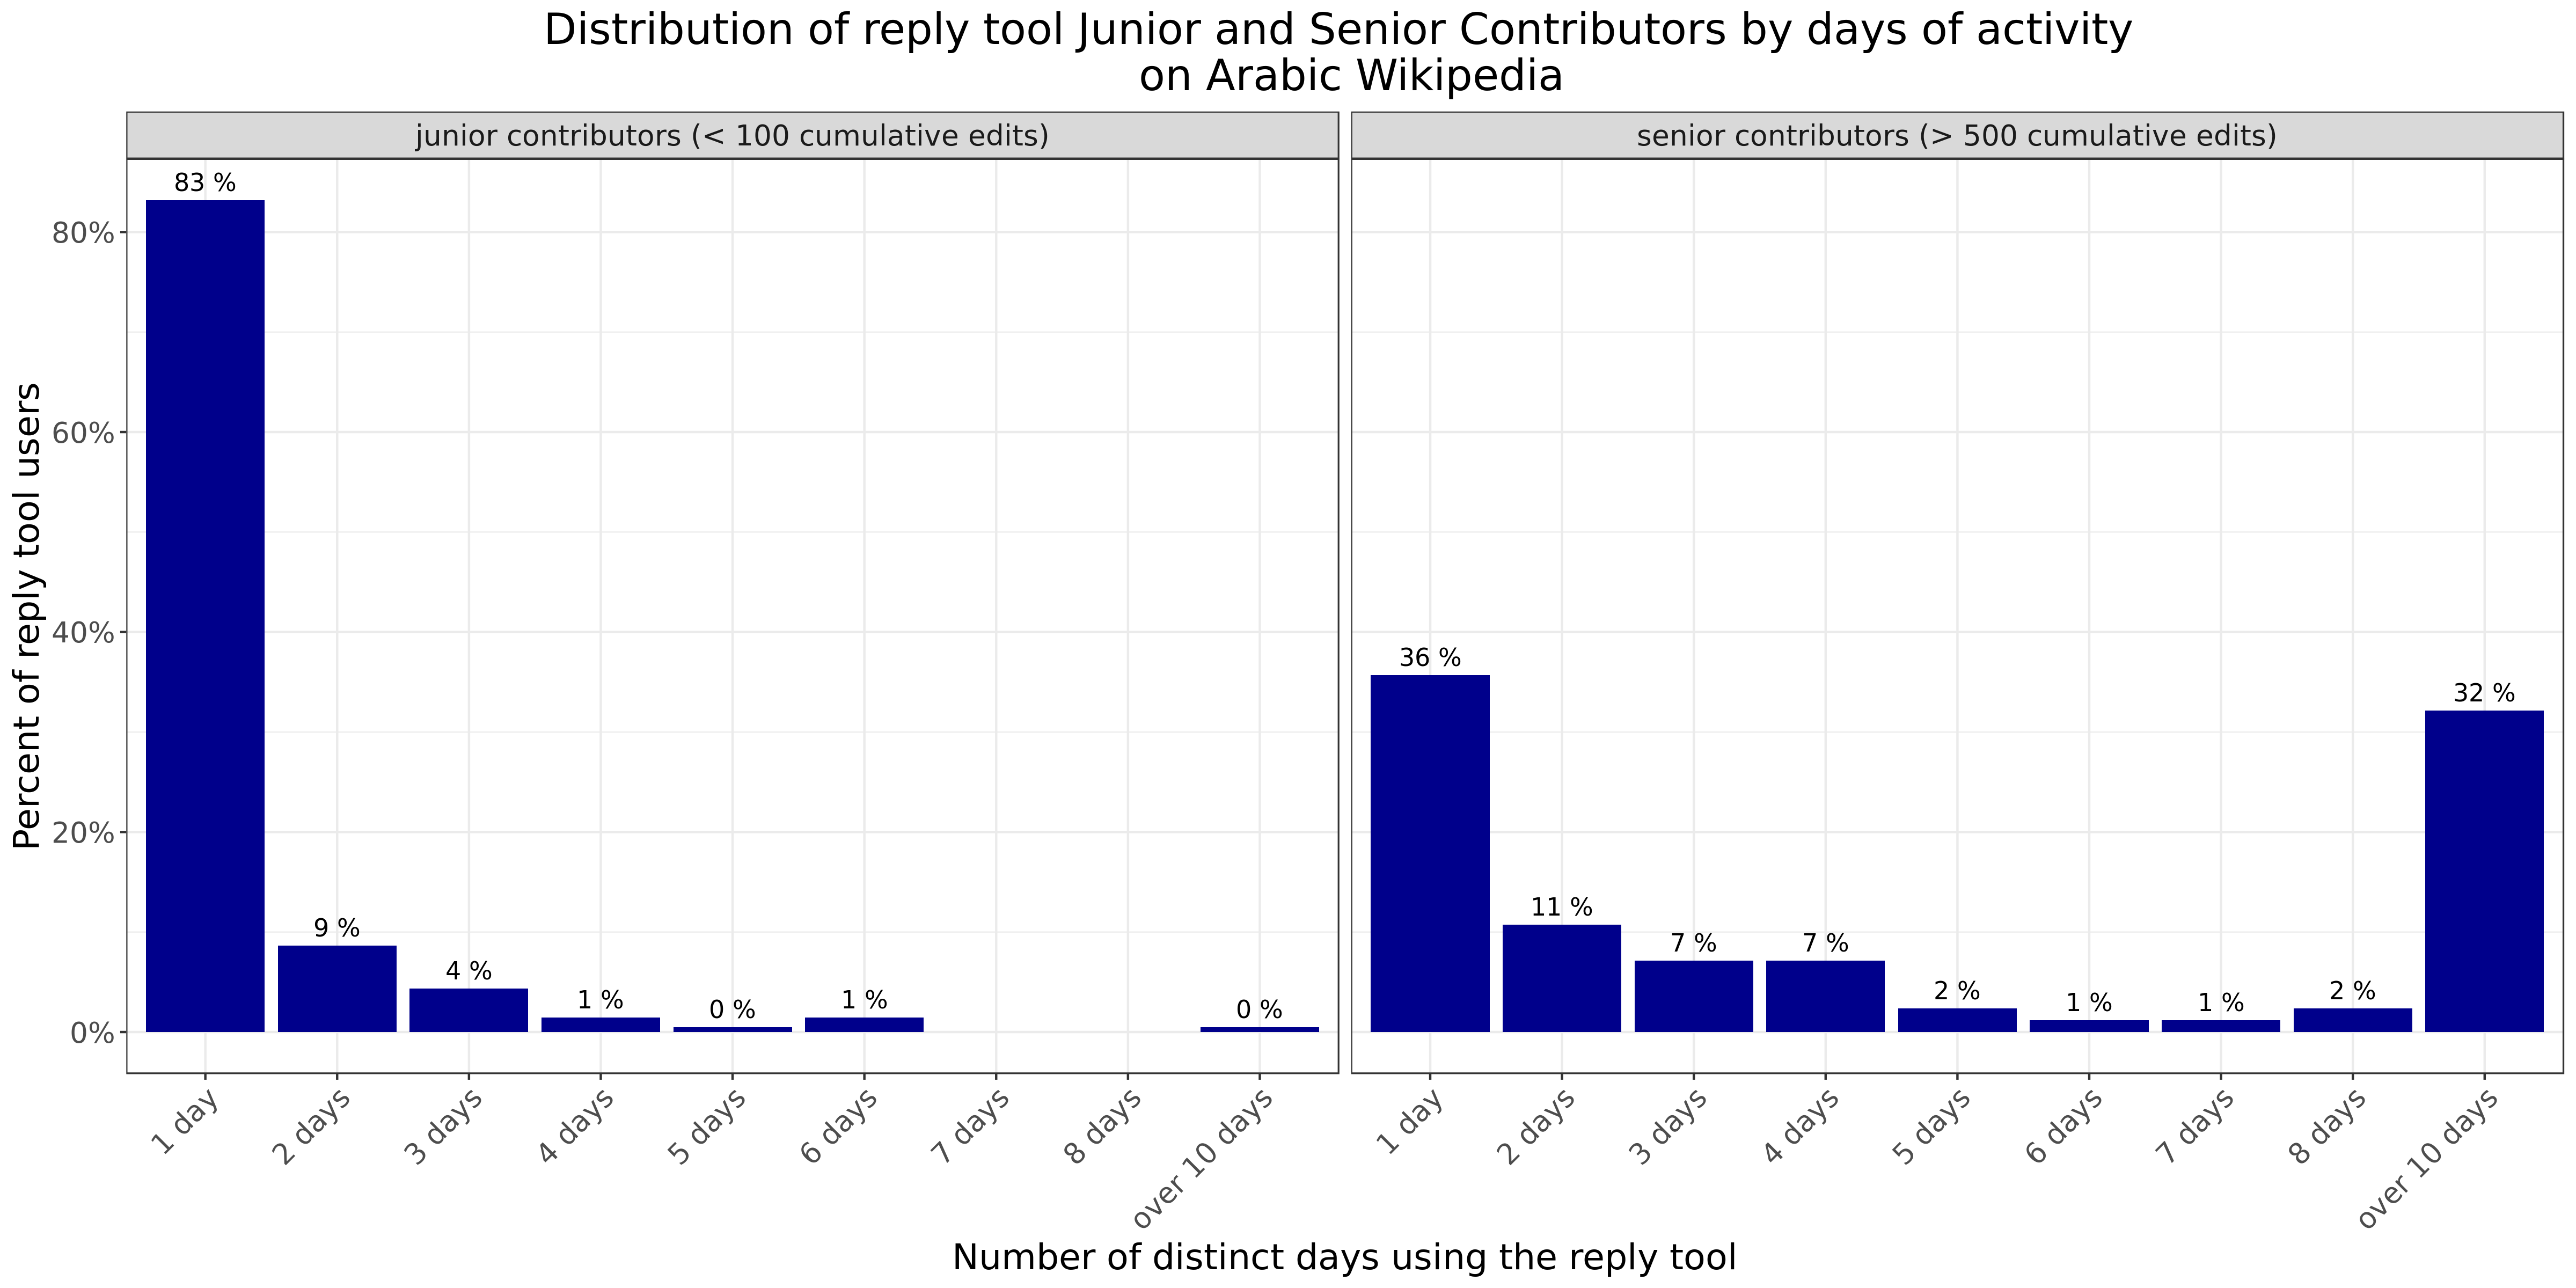 Distribution of reply tool Junior and Senior Contributors by days of activity
on Arabic Wikipedia
junior contributors (< 100 cumulative edits)
senior contributors (> 500 cumulative edits)
Percent of reply tool users
80%
60%
40%
20%
0%
83 %
9 %
4 %
1 %
0 %
1 %
0 %
36 %
11 %
7 %
7 %
2 %
1 %
1 %
2 %
32 %
1 day
2 days
3 days
4 days
5 days
6 days
7 days
8 days
over 10 days
1 day
2 days
3 days
4 days
5 days
6 days
7 days
8 days
over 10 days
Number of distinct days using the reply tool